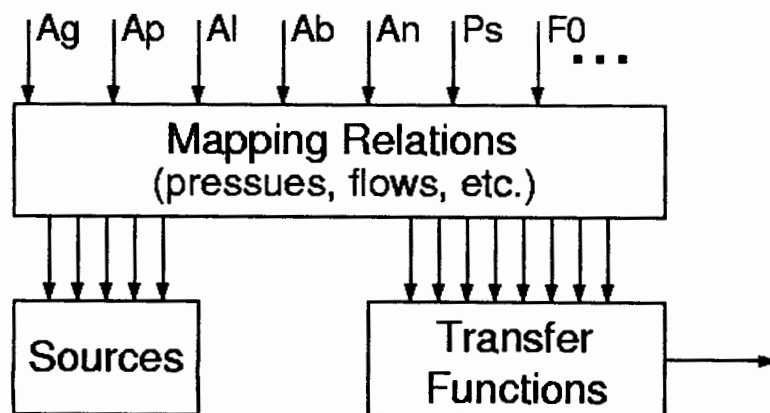 Ag Ap Al Ab An Ps F0 ...
Mapping Relations
(pressues, flows, etc.)
Sources
Transfer
Functions